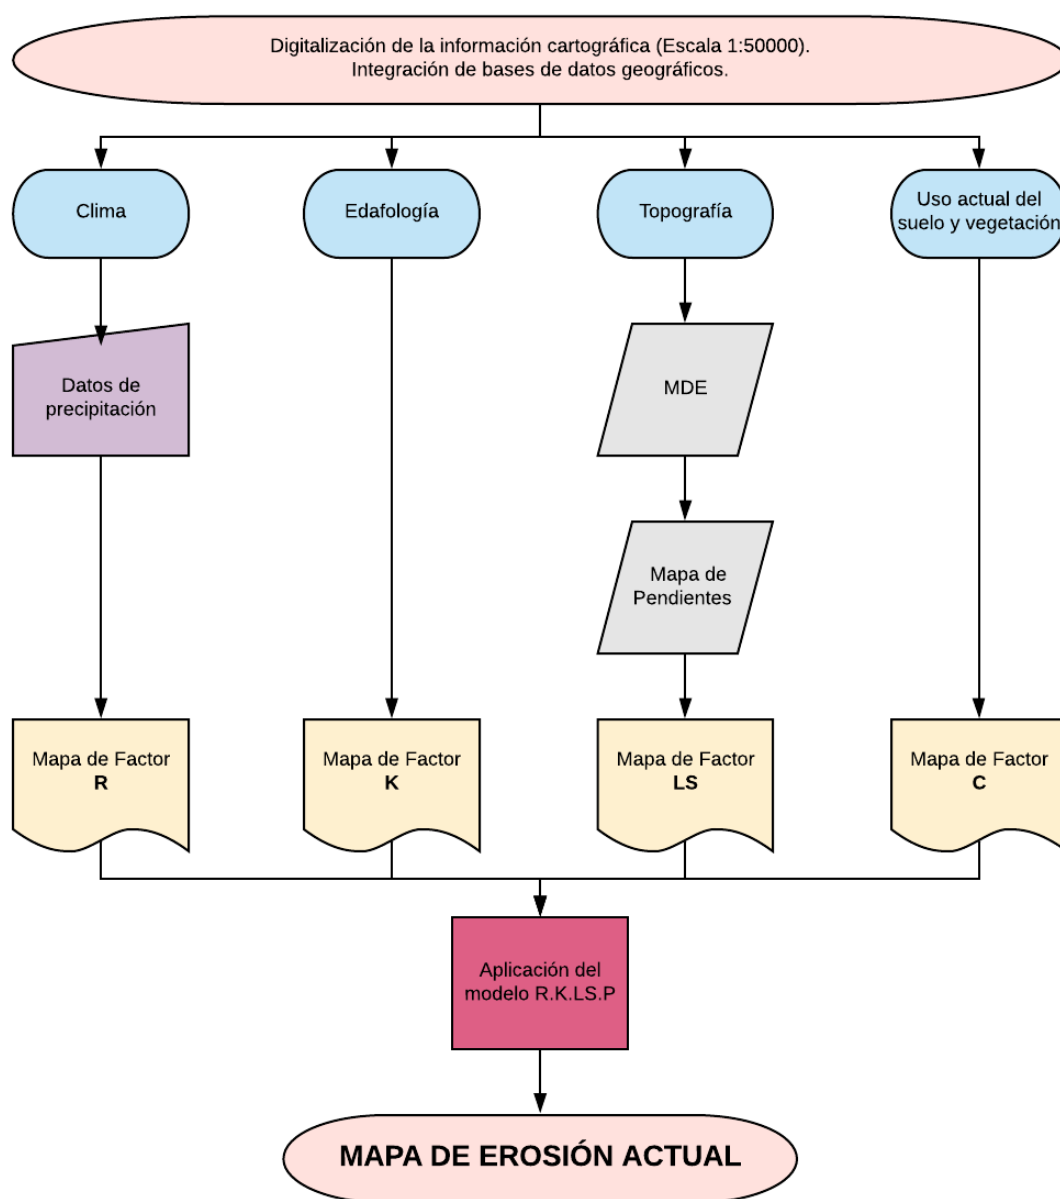 Digitalización de la información cartográfica (Escala 1:50000).
Integración de bases de datos geográficos.
Clima
Edafología
Topografía
Uso actual del
suelo y vegetación
Datos de
precipitación
MDE
Mapa de
Pendientes
Mapa de Factor
R
Mapa de Factor
K
Mapa de Factor
LS
Mapa de Factor
C
Aplicación del
modelo R.K.LS.P
MAPA DE EROSIÓN ACTUAL